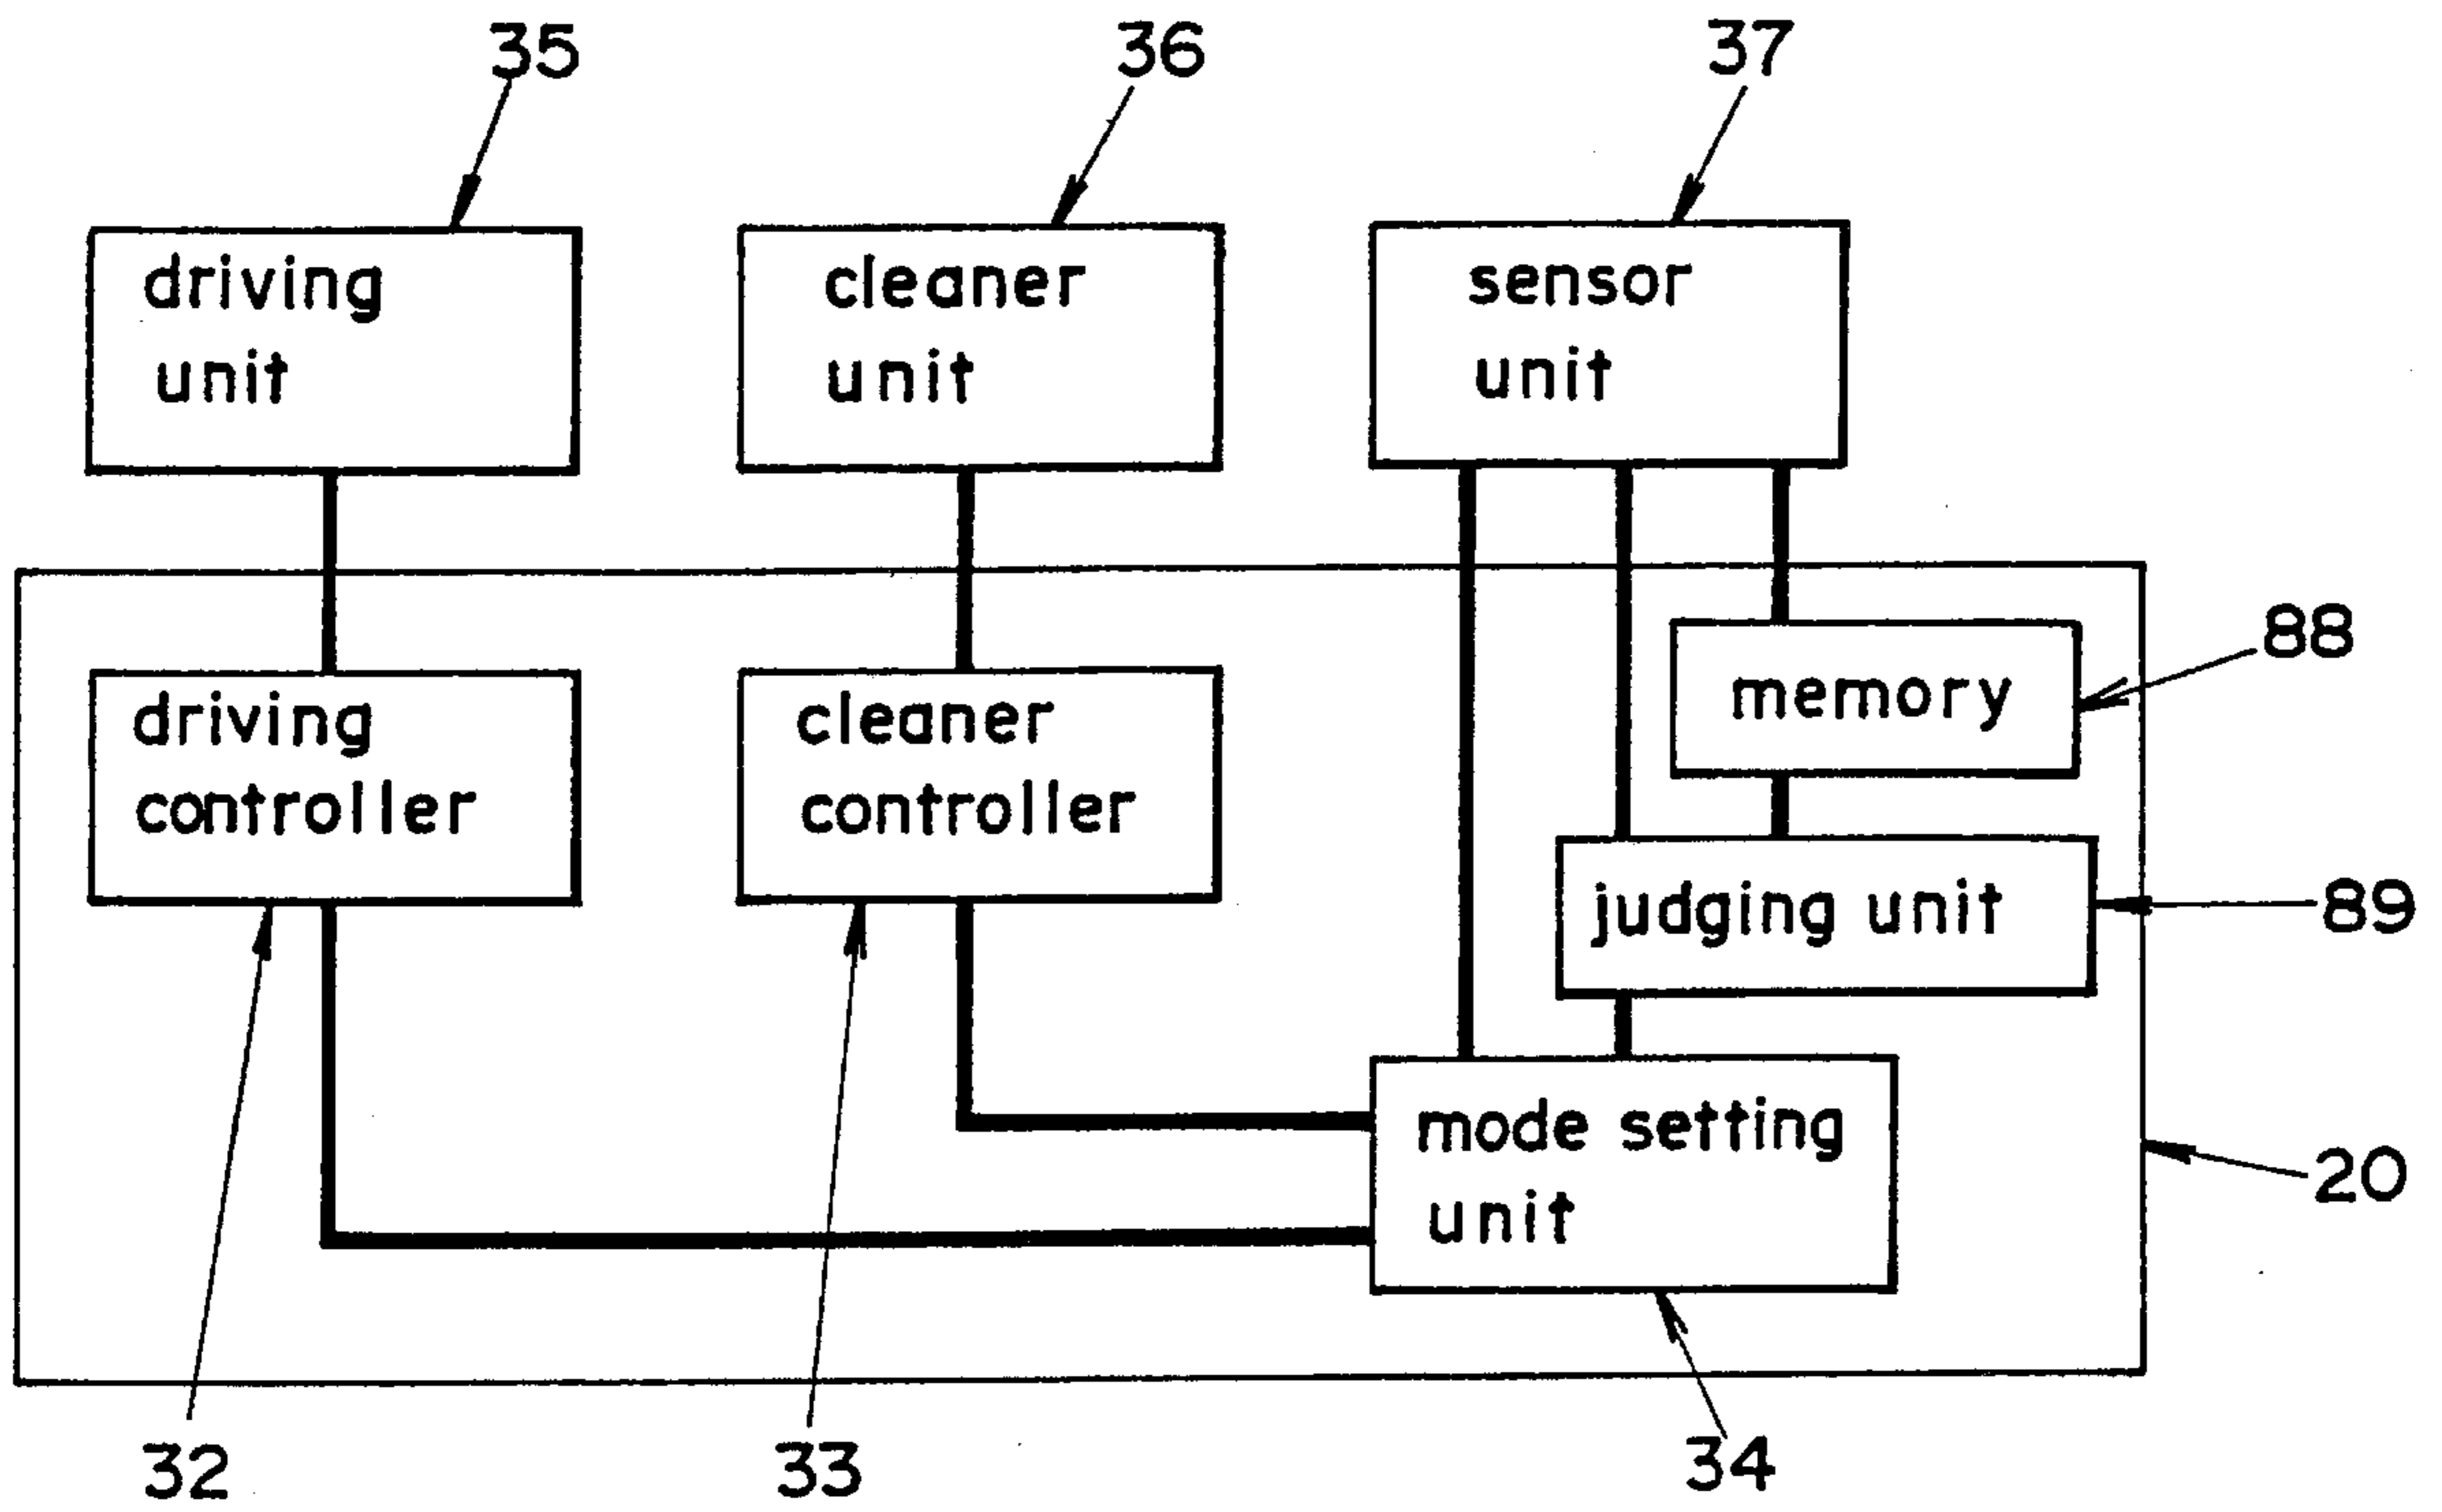 35
36
37
driving
unit
cleaner
unit
sensor
unit
88
memory
driving
controller
cleaner
controller
judging unit
89
mode setting
unit
20
32
33
34